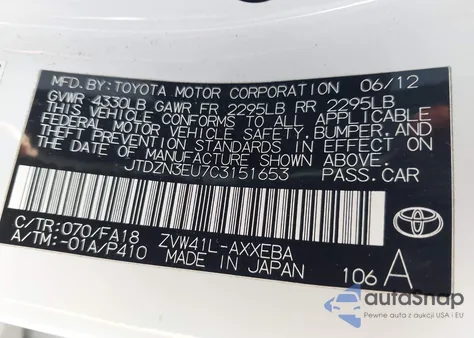 MFD. BY: TOYOTA MOTOR CORPORATION 06/12
GVWR 4330LB GAWR FR 2295LB RR 2295LB
THIS VEHICLE CONFORMS TO ALL APPLICABLE
FEDERAL MOTOR VEHICLE SAFETY, BUMPER, AND
THEFT PREVENTION STANDARDS IN EFFECT ON
THE DATE OF MANUFACTURE SHOWN ABOVE.
JTDZN3EU7C3151653 PASS.CAR
C/TR:070/FA18 ZVW41L-AXXEBA
A/TM:-01A/P410 MADE IN JAPAN
TOYOTA
106 A
autoSnap
Pewne auta z aukcji USA i EU